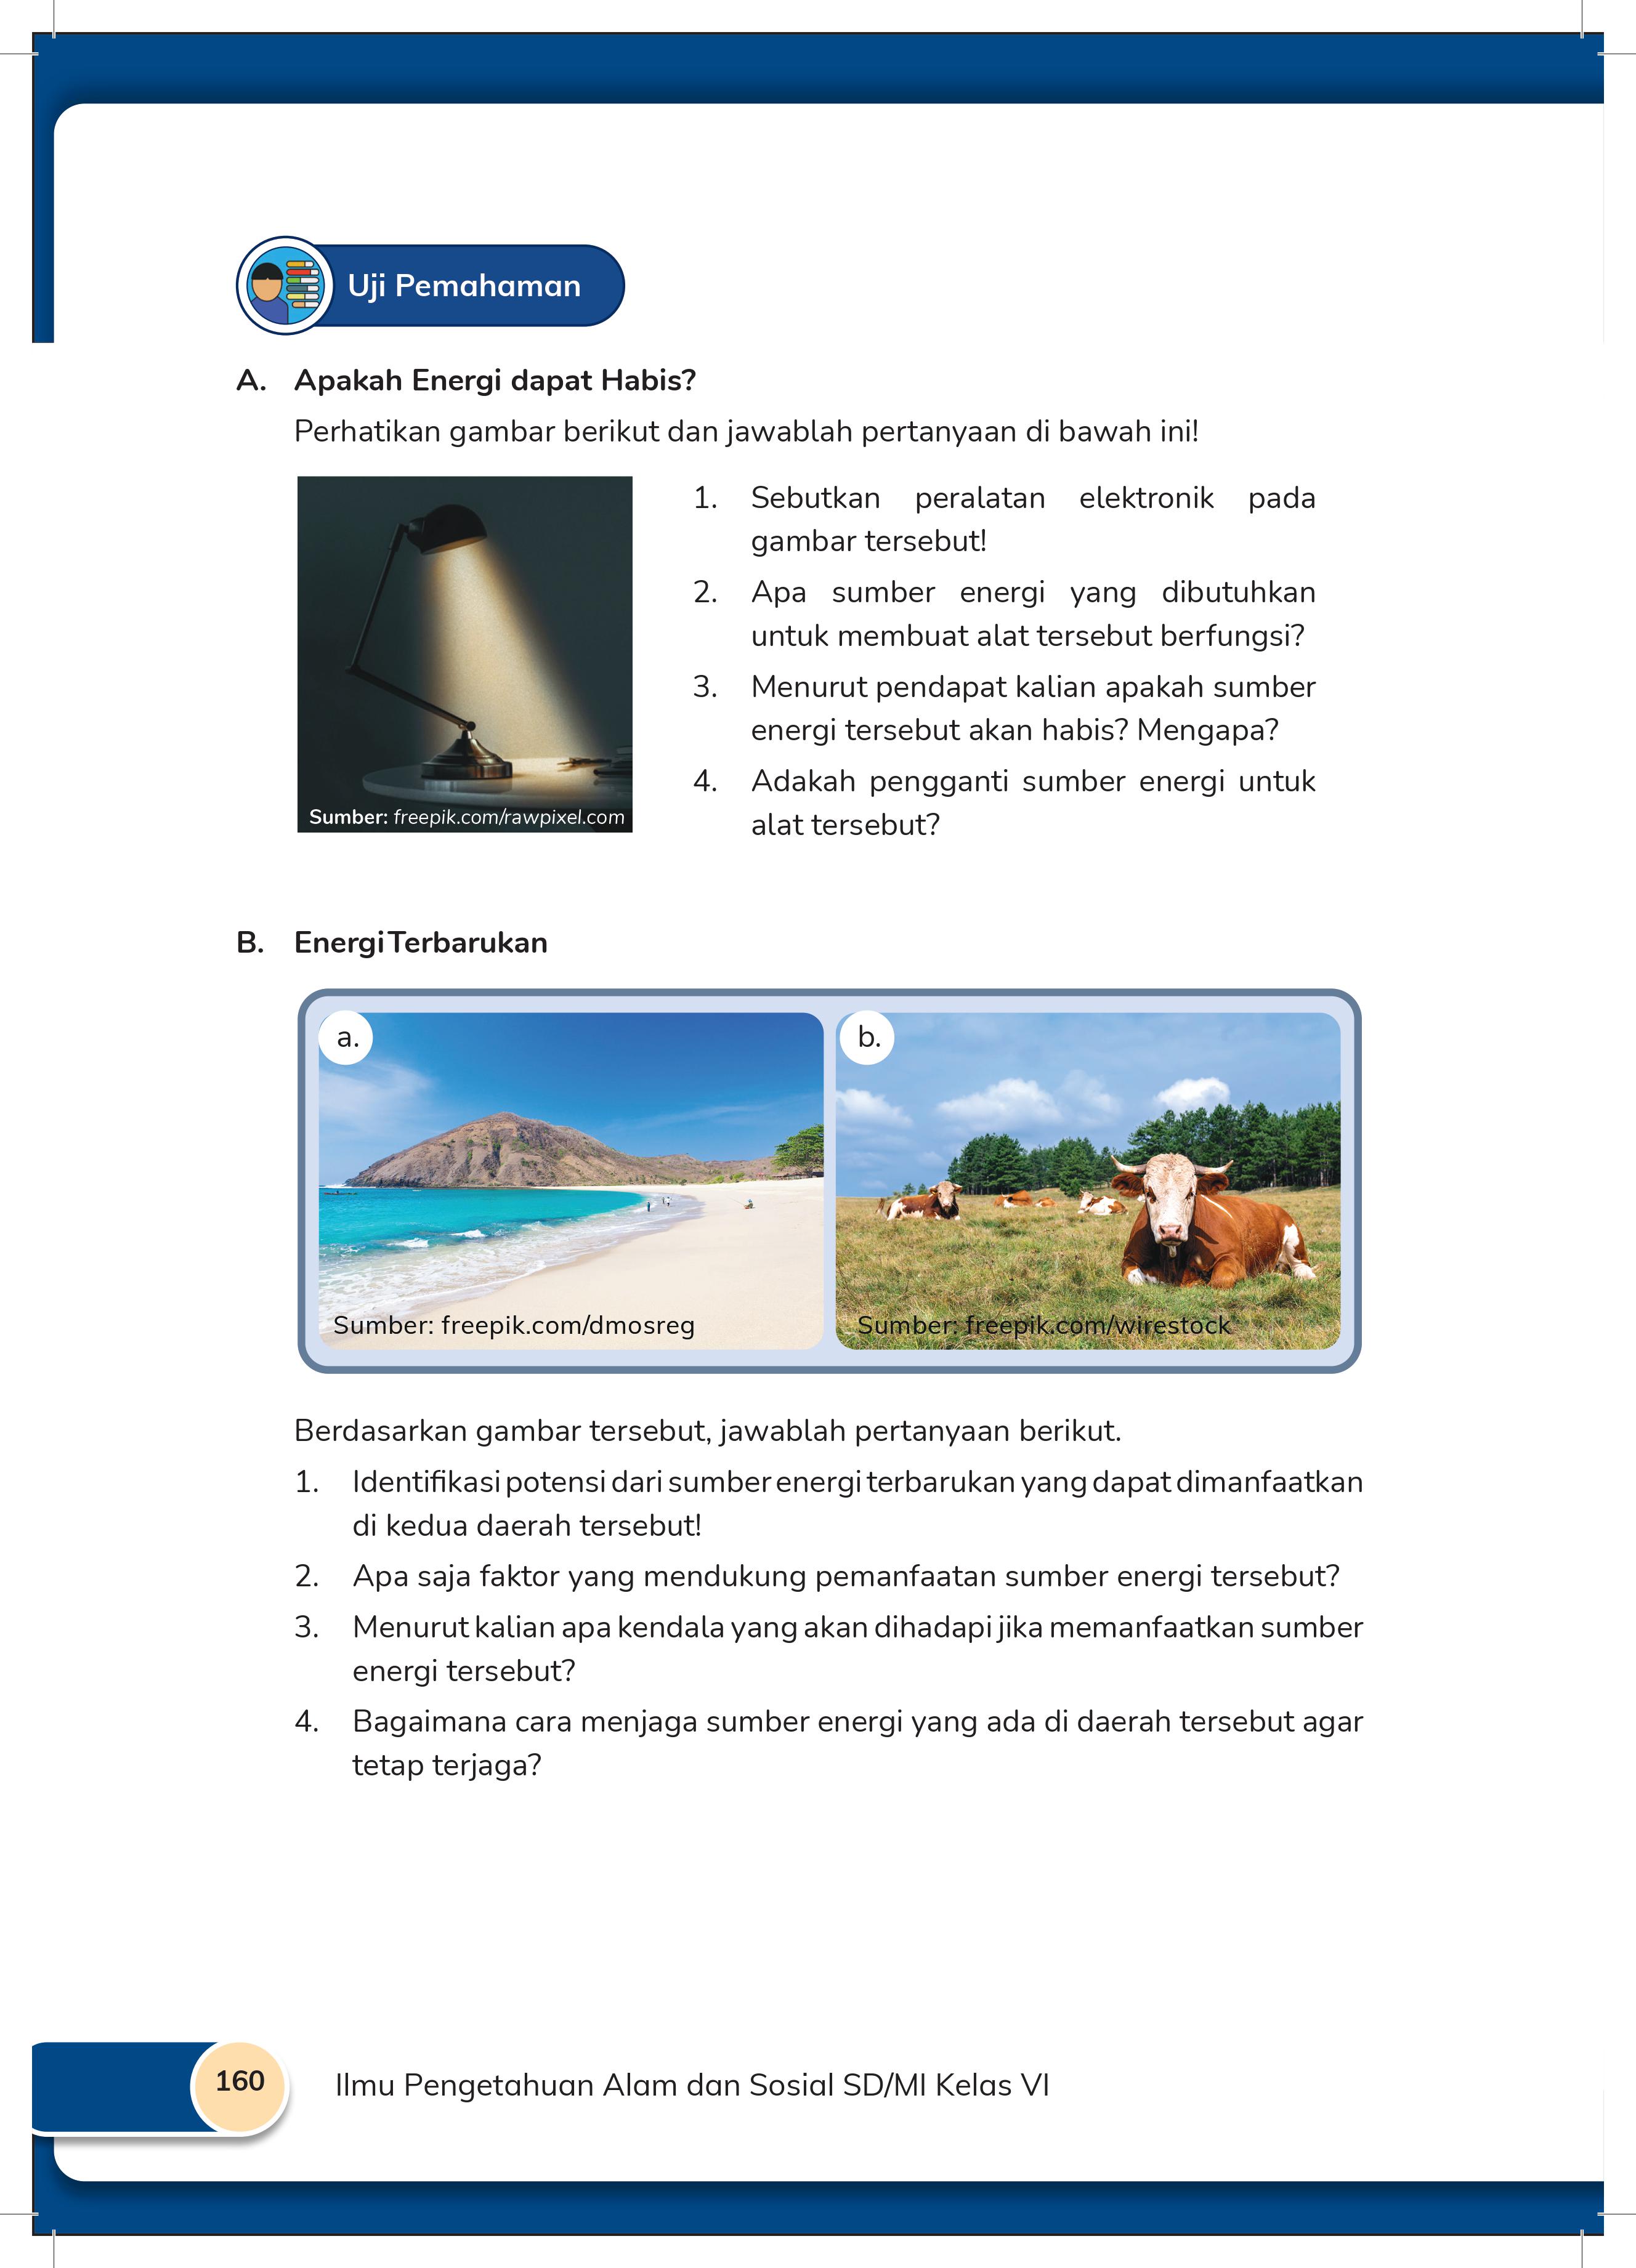 Uji Pemahaman
A. Apakah Energi dapat Habis?
Perhatikan gambar berikut dan jawablah pertanyaan di bawah ini!
1. Sebutkan peralatan elektronik pada
gambar tersebut!
2. Apa sumber energi yang dibutuhkan
untuk membuat alat tersebut berfungsi?
3. Menurut pendapat kalian apakah sumber
energi tersebut akan habis? Mengapa?
4. Adakah pengganti sumber energi untuk
alat tersebut?
Sumber: freepik.com/rawpixel.com
B. Energi Terbarukan
a.
b.
Sumber: freepik.com/dmosreg
Sumber: freepik.com/wirestock
Berdasarkan gambar tersebut, jawablah pertanyaan berikut.
1. Identifikasi potensi dari sumber energi terbarukan yang dapat dimanfaatkan
di kedua daerah tersebut!
2. Apa saja faktor yang mendukung pemanfaatan sumber energi tersebut?
3. Menurut kalian apa kendala yang akan dihadapi jika memanfaatkan sumber
energi tersebut?
4. Bagaimana cara menjaga sumber energi yang ada di daerah tersebut agar
tetap terjaga?
160
Ilmu Pengetahuan Alam dan Sosial SD/MI Kelas VI